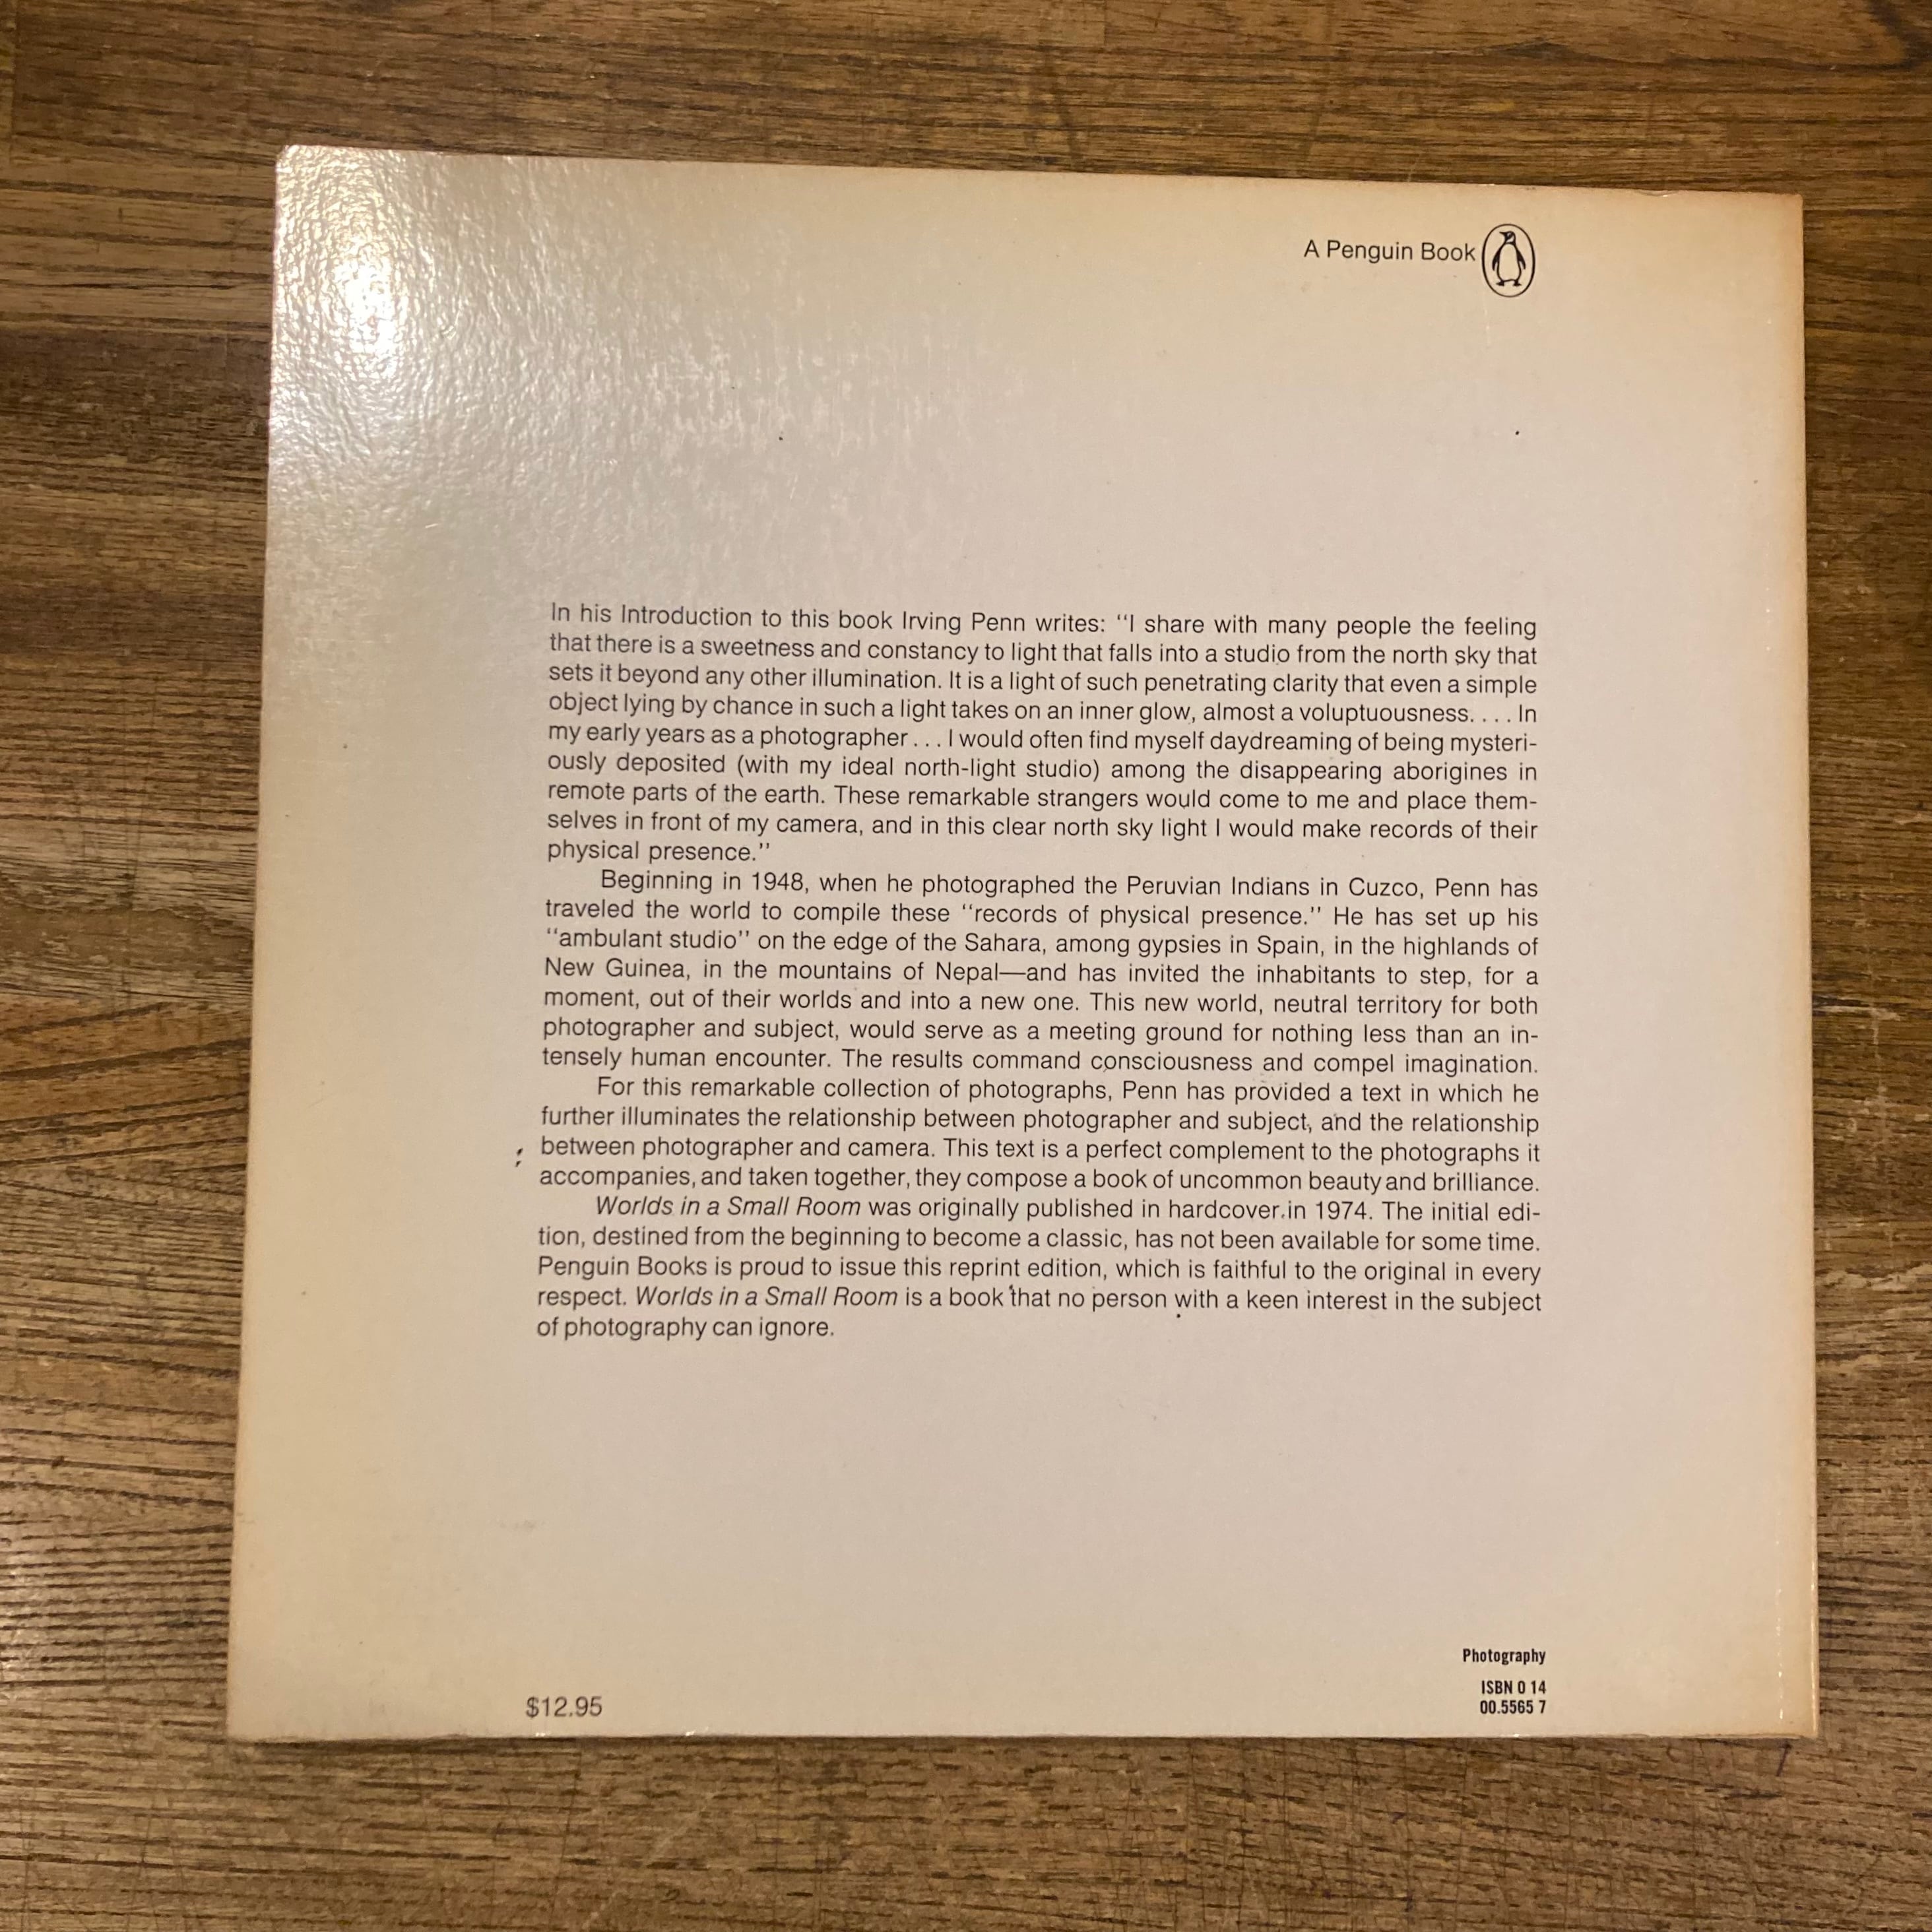 A Penguin Book
In his Introduction to this book Irving Penn writes: “I share with many people the feeling
that there is a sweetness and constancy to light that falls into a studio from the north sky that
sets it beyond any other illumination. It is a light of such penetrating clarity that even a simple
object lying by chance in such a light takes on an inner glow, almost a voluptuousness. . . . In
my early years as a photographer . . . I would often find myself daydreaming of being mysteri-
ously deposited (with my ideal north-light studio) among the disappearing aborigines in
remote parts of the earth. These remarkable strangers would come to me and place them-
selves in front of my camera, and in this clear north sky light I would make records of their
physical presence.”
Beginning in 1948, when he photographed the Peruvian Indians in Cuzco, Penn has
traveled the world to compile these “records of physical presence.” He has set up his
“ambulant studio” on the edge of the Sahara, among gypsies in Spain, in the highlands of
New Guinea, in the mountains of Nepal—and has invited the inhabitants to step, for a
moment, out of their worlds and into a new one. This new world, neutral territory for both
photographer and subject, would serve as a meeting ground for nothing less than an in-
tensely human encounter. The results command consciousness and compel imagination.
For this remarkable collection of photographs, Penn has provided a text in which he
further illuminates the relationship between photographer and subject, and the relationship
between photographer and camera. This text is a perfect complement to the photographs it
accompanies, and taken together, they compose a book of uncommon beauty and brilliance.
Worlds in a Small Room was originally published in hardcover in 1974. The initial edi-
tion, destined from the beginning to become a classic, has not been available for some time.
Penguin Books is proud to issue this reprint edition, which is faithful to the original in every
respect. Worlds in a Small Room is a book that no person with a keen interest in the subject
of photography can ignore.
$12.95
Photography
ISBN 0 14
00.5565 7